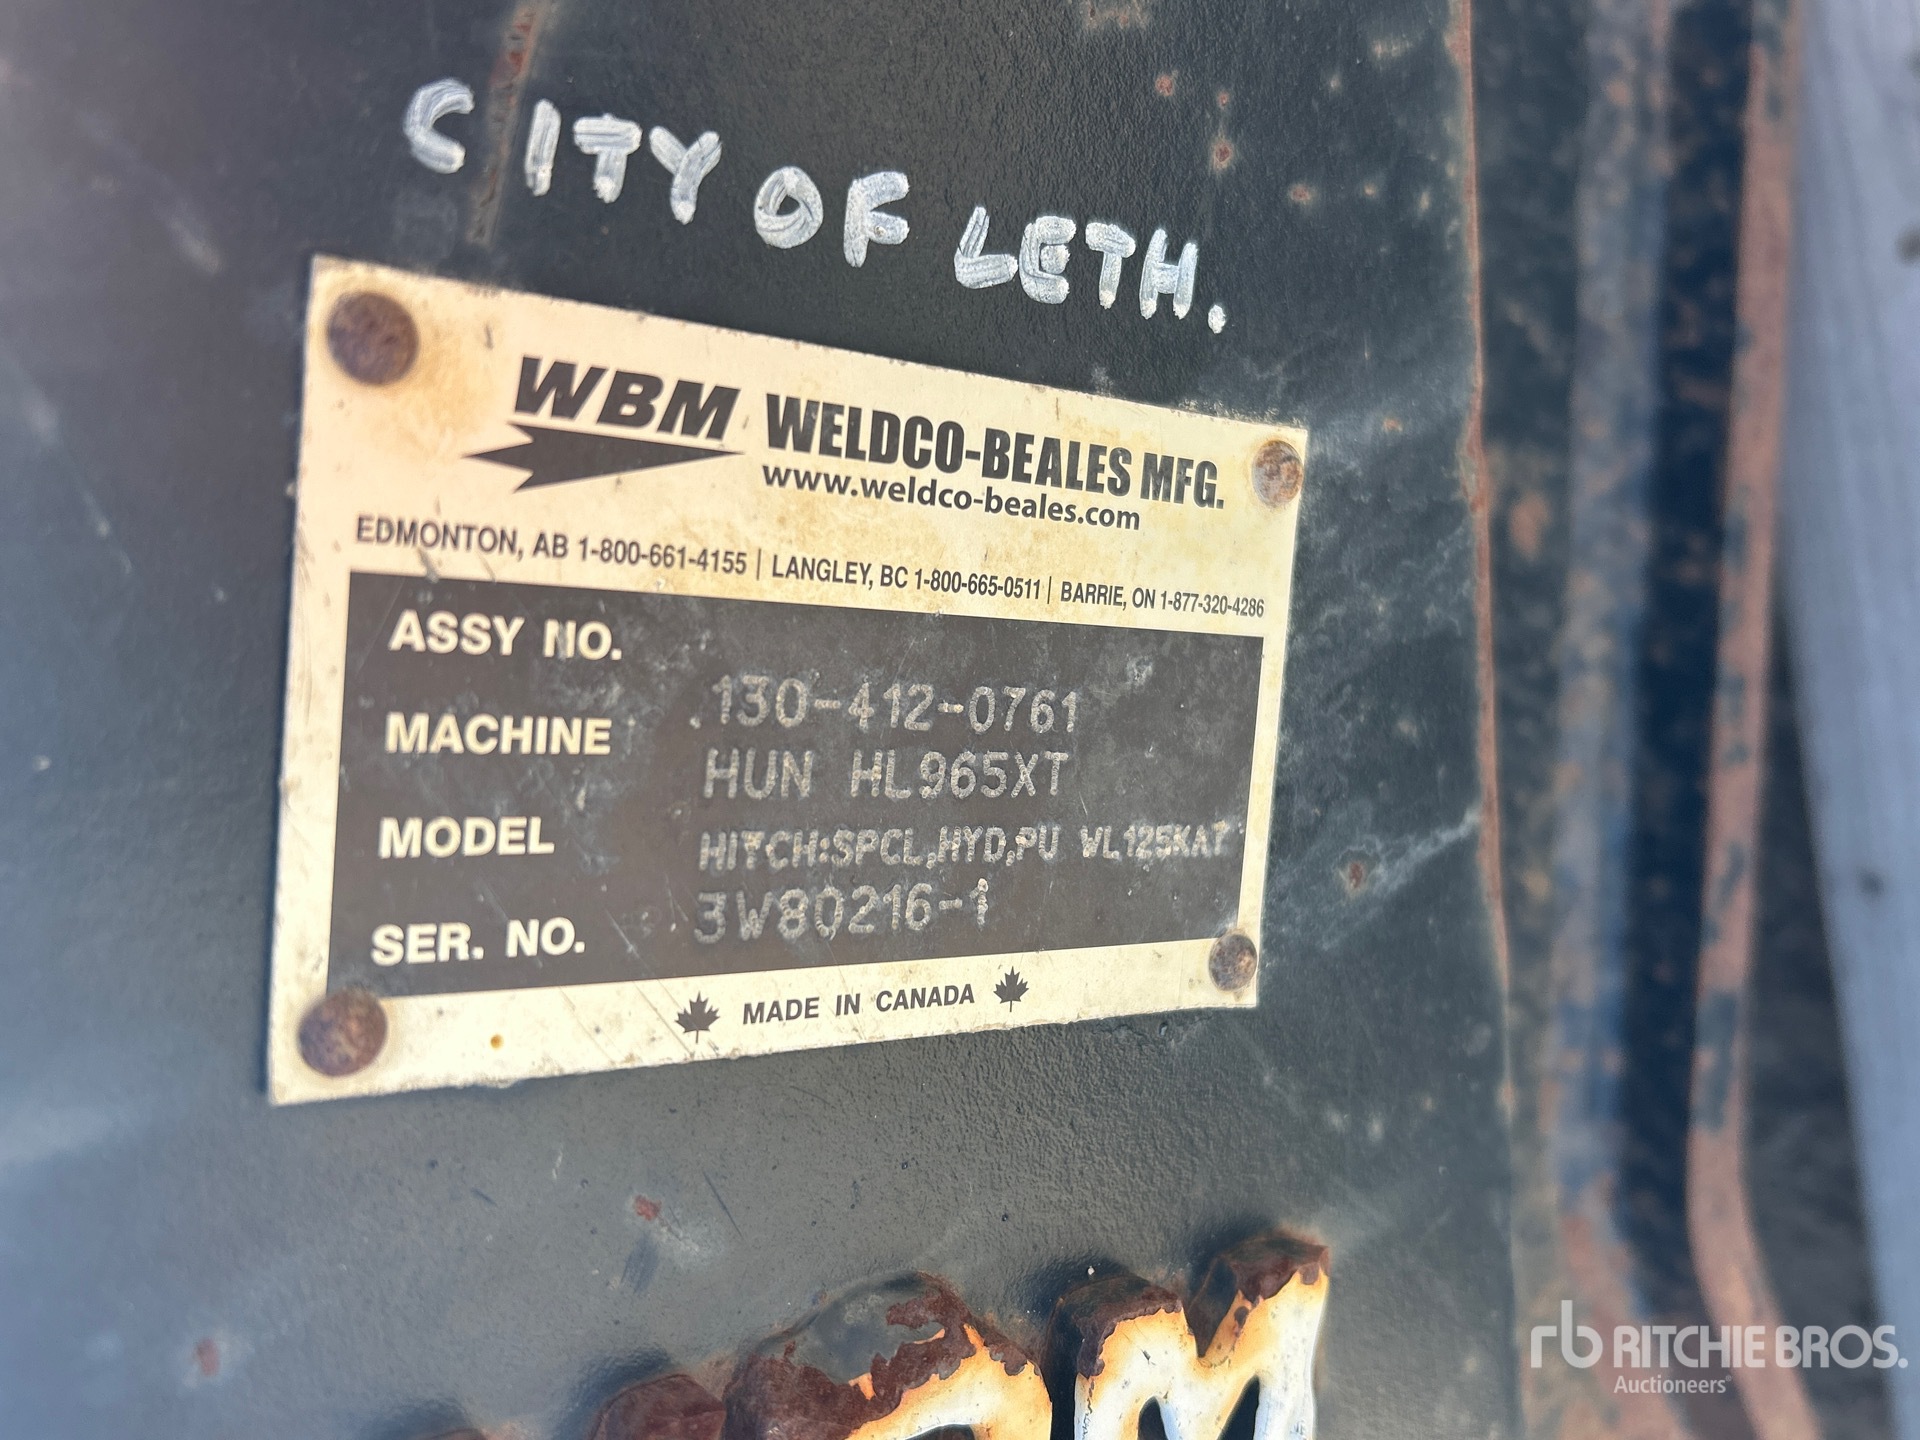 CITY OF LETH.
WBM WELDCO-BEALES MFG.
www.weldco-beales.com
EDMONTON, AB 1-800-661-4155 | LANGLEY, BC 1-800-665-0511 | BARRIE, ON 1-877-320-4286
ASSY NO. 130-412-0761
MACHINE HUN HL965XT
MODEL HITCH:SPCL,HYD,PU WL125KAT
SER. NO. 3W80216-1
MADE IN CANADA
rb RITCHIE BROS.
Auctioneers